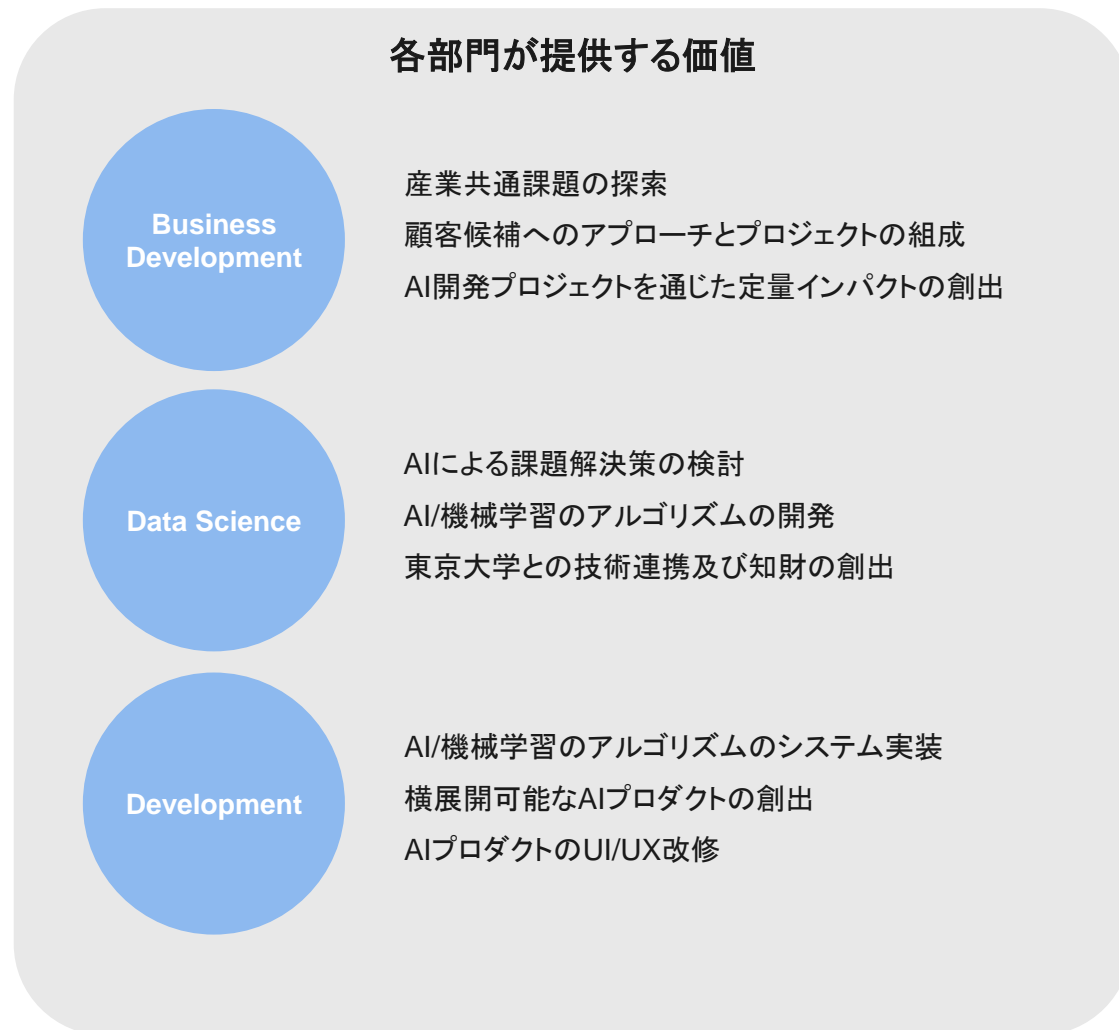 各部門が提供する価値
Business
Development
産業共通課題の探索
顧客候補へのアプローチとプロジェクトの組成
AI開発プロジェクトを通じた定量インパクトの創出
Data Science
AIによる課題解決策の検討
AI/機械学習のアルゴリズムの開発
東京大学との技術連携及び知財の創出
Development
AI/機械学習のアルゴリズムのシステム実装
横展開可能なAIプロダクトの創出
AIプロダクトのUI/UX改修